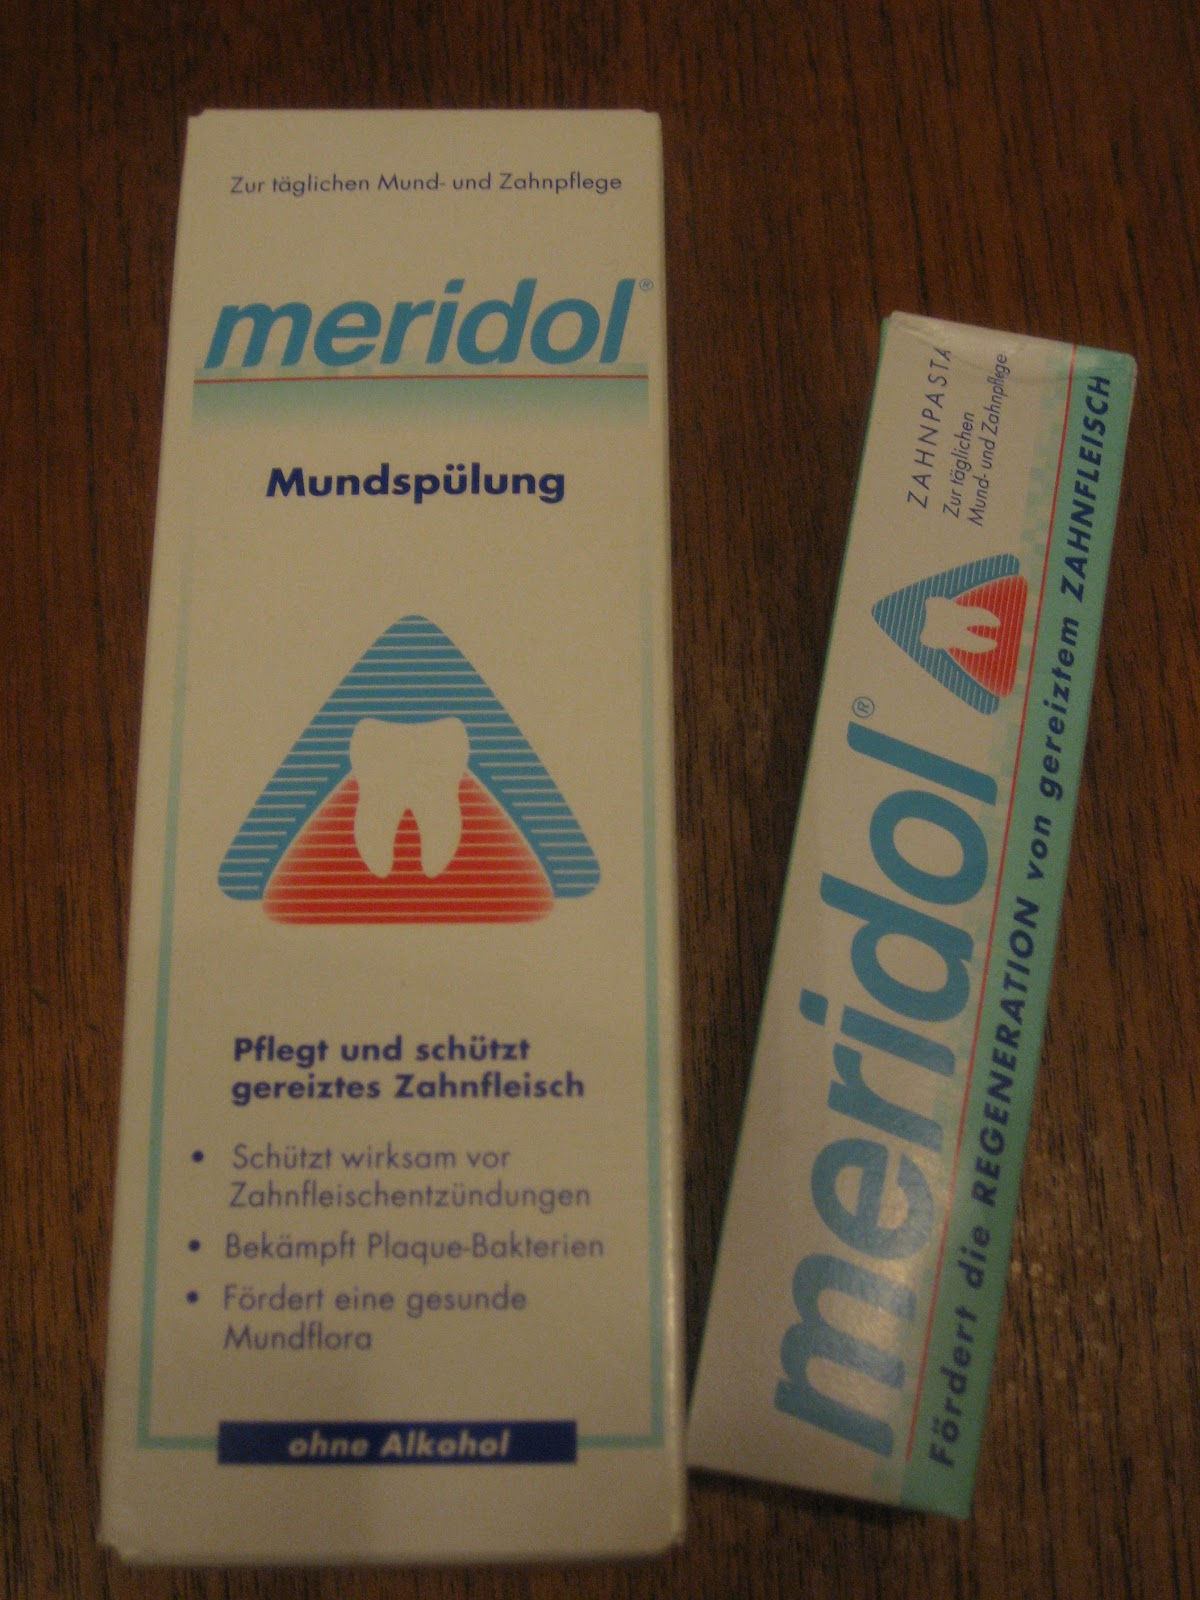 Zur täglichen Mund- und Zahnpflege
meridol®
Mundspülung
Pflegt und schützt
gereiztes Zahnfleisch
• Schützt wirksam vor
Zahnfleischentzündungen
• Bekämpft Plaque-Bakterien
• Fördert eine gesunde
Mundflora
ohne Alkohol
meridol®
ZAHNPASTA
Zur täglichen
Mund- und Zahnpflege
Fördert die REGENERATION von gereiztem ZAHNFLEISCH